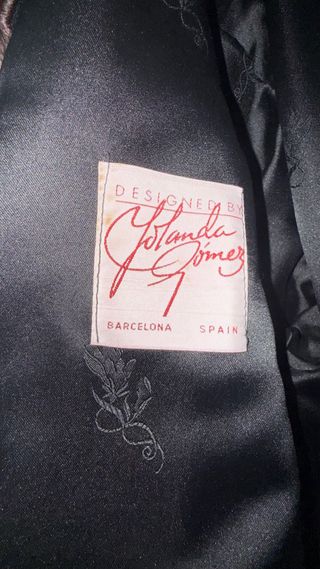 DESIGNED BY
Yolanda
Gómez
BARCELONA SPAIN